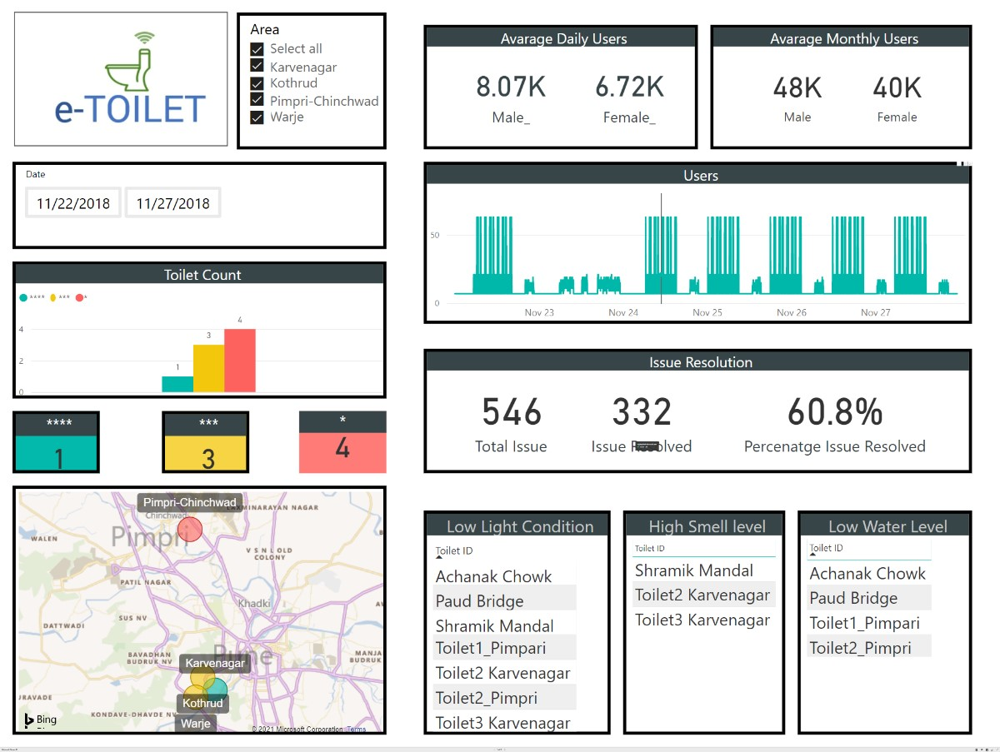 e-TOILET
Area
Select all
Karvenagar
Kothrud
Pimpri-Chinchwad
Warje
Avarage Daily Users
8.07K
6.72K
Male_
Female_
Avarage Monthly Users
48K
40K
Male
Female
Date
11/22/2018
11/27/2018
Users
50
0
Nov 23
Nov 24
Nov 25
Nov 26
Nov 27
Toilet Count
****
***
*
4
2
0
1
3
4
****
1
***
3
*
4
Issue Resolution
546
332
60.8%
Total Issue
Issue Resolved
Percenatge Issue Resolved
Pimpri-Chinchwad
LAXMINARAYAN NAGAR
Chinchwad
Pimpri
WALEN
V S N L OLD
COLONY
PATIL NAGAR
Khadki
SUS NV
DATTWADI
Pune
BAVADHAN
BUDRUK NV
MANJA
BUDRU
Karvenagar
JRAVADE
Kothrud
KONDAVE-DHAVDE NV
Warje
Bing
© 2021 Microsoft Corporation Terms
Low Light Condition
Toilet ID
Achanak Chowk
Paud Bridge
Shramik Mandal
Toilet1_Pimpari
Toilet2 Karvenagar
Toilet2_Pimpri
Toilet3 Karvenagar
High Smell level
Toilet ID
Shramik Mandal
Toilet2 Karvenagar
Toilet3 Karvenagar
Low Water Level
Toilet ID
Achanak Chowk
Paud Bridge
Toilet1_Pimpari
Toilet2_Pimpri